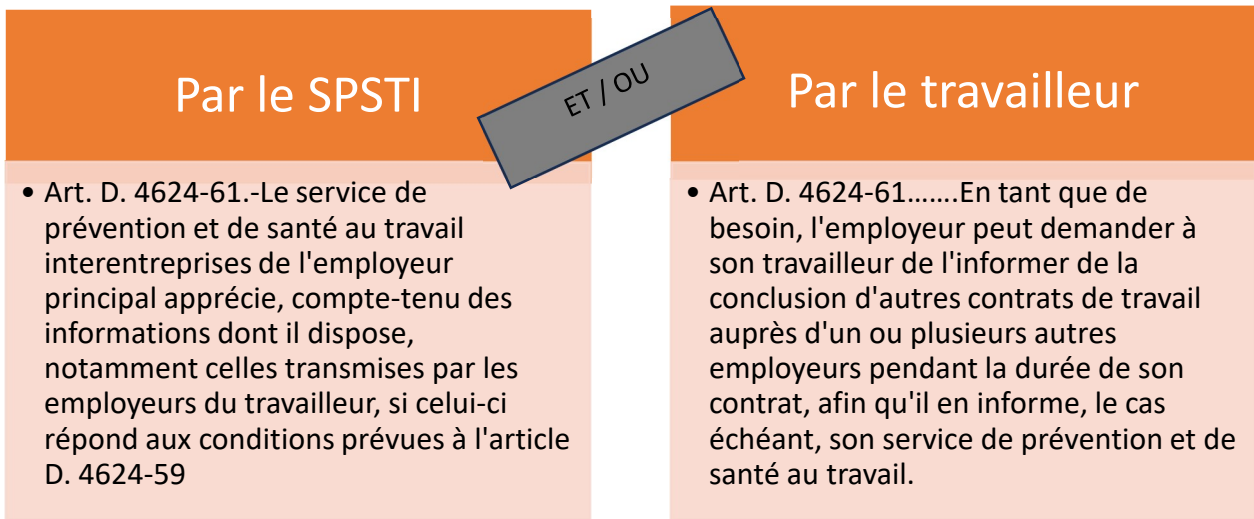 Par le SPSTI
ET / OU
Par le travailleur
• Art. D. 4624-61.-Le service de
prévention et de santé au travail
interentreprises de l'employeur
principal apprécie, compte-tenu des
informations dont il dispose,
notamment celles transmises par les
employeurs du travailleur, si celui-ci
répond aux conditions prévues à l'article
D. 4624-59
• Art. D. 4624-61.......En tant que de
besoin, l'employeur peut demander à
son travailleur de l'informer de la
conclusion d'autres contrats de travail
auprès d'un ou plusieurs autres
employeurs pendant la durée de son
contrat, afin qu'il en informe, le cas
échéant, son service de prévention et de
santé au travail.